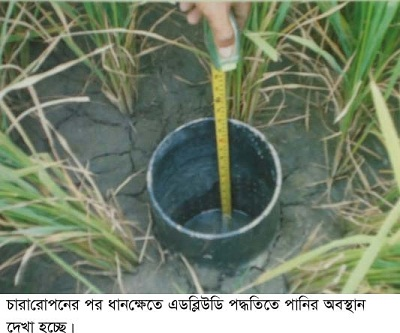 চারারোপনের পর ধানক্ষেতে এডব্লিউডি পদ্ধতিতে পানির অবস্থান
দেখা হচ্ছে।